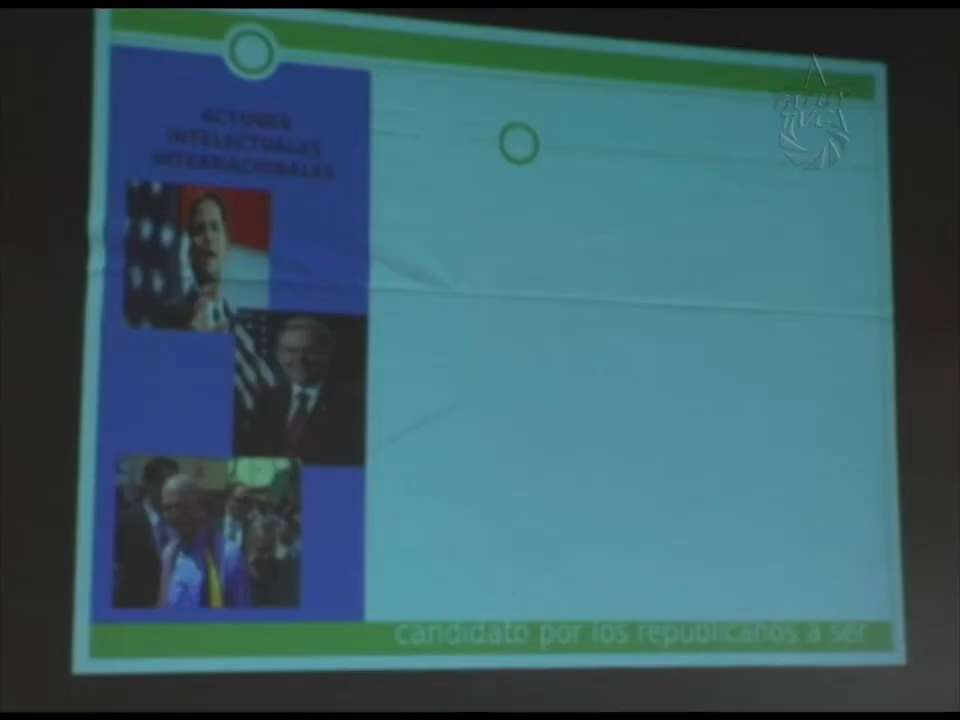 ACTORES
INTELECTUALES
INTERNACIONALES
candidato por los republicanos a ser